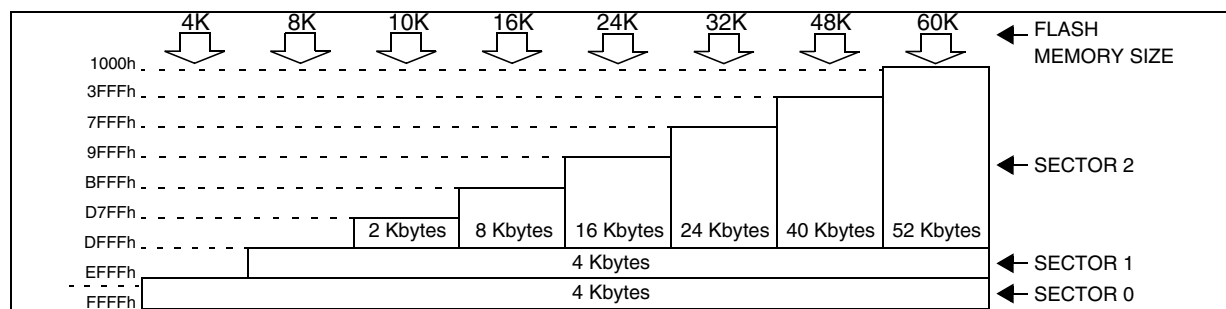 4K 8K 10K 16K 24K 32K 48K 60K FLASH
MEMORY SIZE
1000h
3FFFh
7FFFh
9FFFh
SECTOR 2
BFFFh
D7FFh
2 Kbytes 8 Kbytes 16 Kbytes 24 Kbytes 40 Kbytes 52 Kbytes
DFFFh
4 Kbytes SECTOR 1
EFFFh
4 Kbytes SECTOR 0
FFFFh